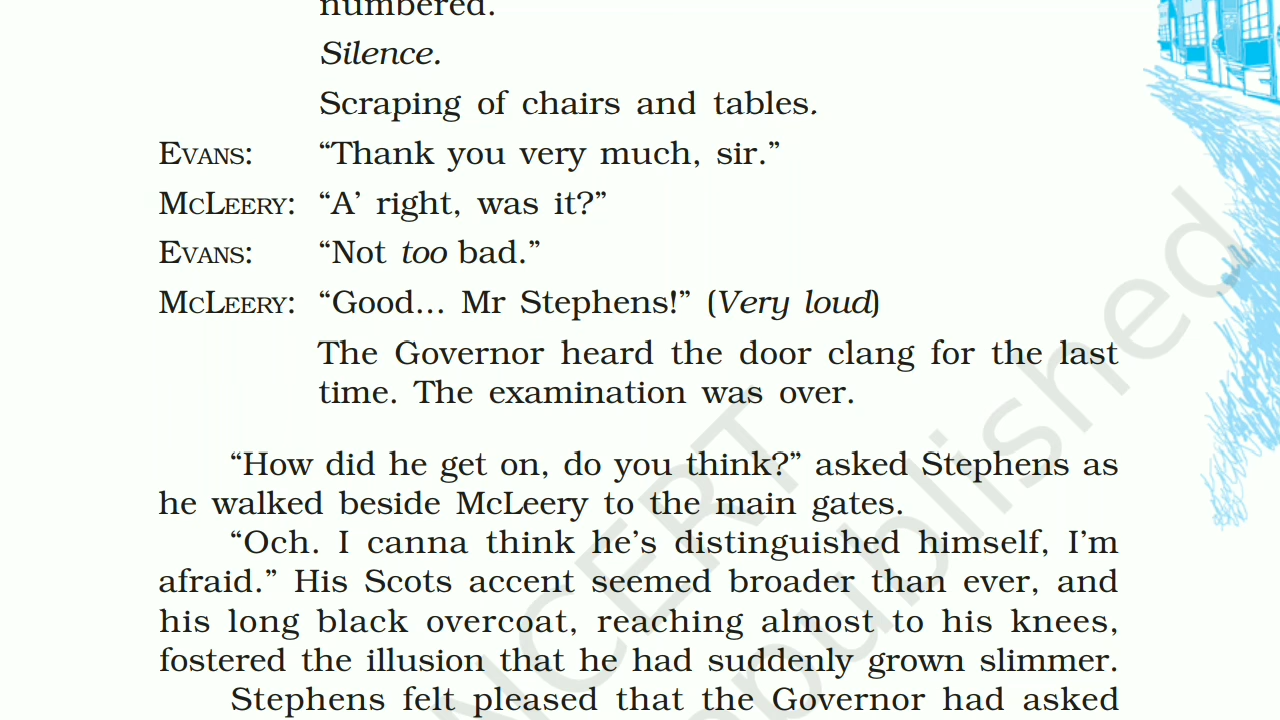 numbered.
Silence.
Scraping of chairs and tables.
EVANS: “Thank you very much, sir.”
MCLEERY: “A’ right, was it?”
EVANS: “Not too bad.”
MCLEERY: “Good... Mr Stephens!” (Very loud)
The Governor heard the door clang for the last
time. The examination was over.
“How did he get on, do you think?” asked Stephens as
he walked beside McLeery to the main gates.
“Och. I canna think he’s distinguished himself, I’m
afraid.” His Scots accent seemed broader than ever, and
his long black overcoat, reaching almost to his knees,
fostered the illusion that he had suddenly grown slimmer.
Stephens felt pleased that the Governor had asked
NCERT
republished